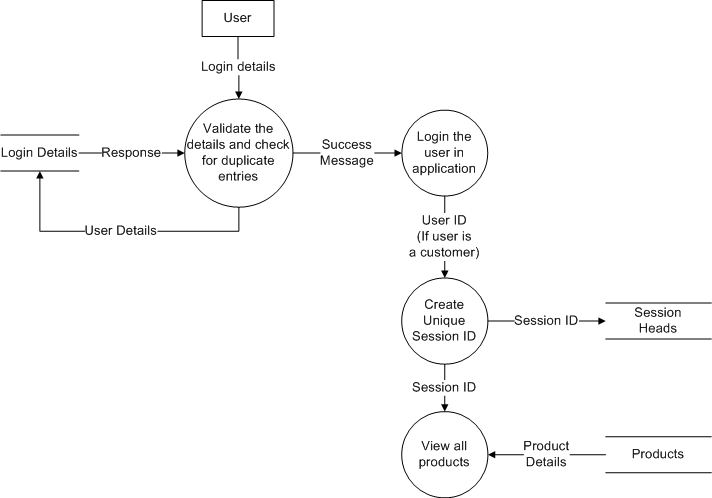 User
Login details
Validate the
details and check
for duplicate
entries
Login Details
Response
Success
Message
Login the
user in
application
User Details
User ID
(If user is
a customer)
Create
Unique
Session ID
Session ID
Session
Heads
Session ID
View all
products
Product
Details
Products